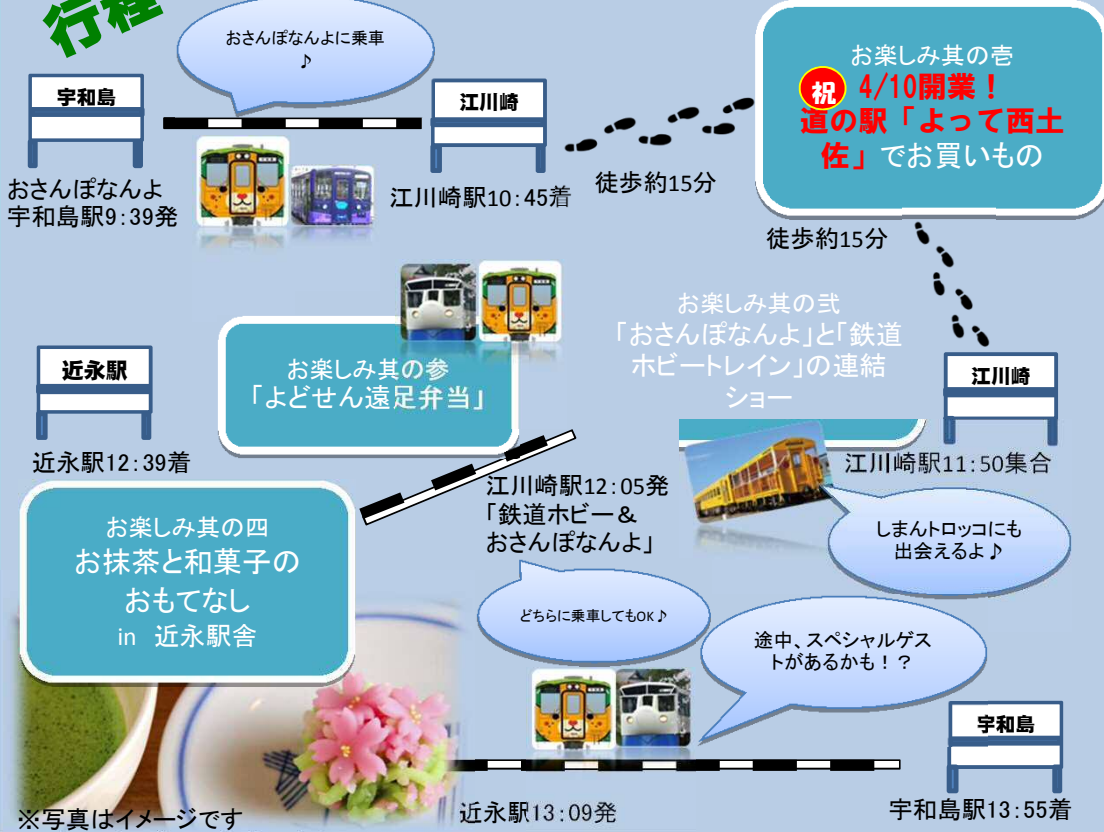 行程
おさんぽなんよに乗車
♪
宇和島
おさんぽなんよ
宇和島駅9:39発
江川崎
江川崎駅10:45着
徒歩約15分
お楽しみ其の壱
祝 4/10開業！
道の駅「よって西土
佐」でお買いもの
徒歩約15分
江川崎
江川崎駅11:50集合
お楽しみ其の弐
「おさんぽなんよ」と「鉄道
ホビートレイン」の連結
ショー
しまんトロッコにも
出会えるよ♪
江川崎駅12:05発
「鉄道ホビー＆
おさんぽなんよ」
どちらに乗車してもOK♪
お楽しみ其の参
「よどせん遠足弁当」
近永駅
近永駅12:39着
お楽しみ其の四
お抹茶と和菓子の
おもてなし
in 近永駅舎
※写真はイメージです
近永駅13:09発
途中、スペシャルゲス
トがあるかも！？
宇和島
宇和島駅13:55着